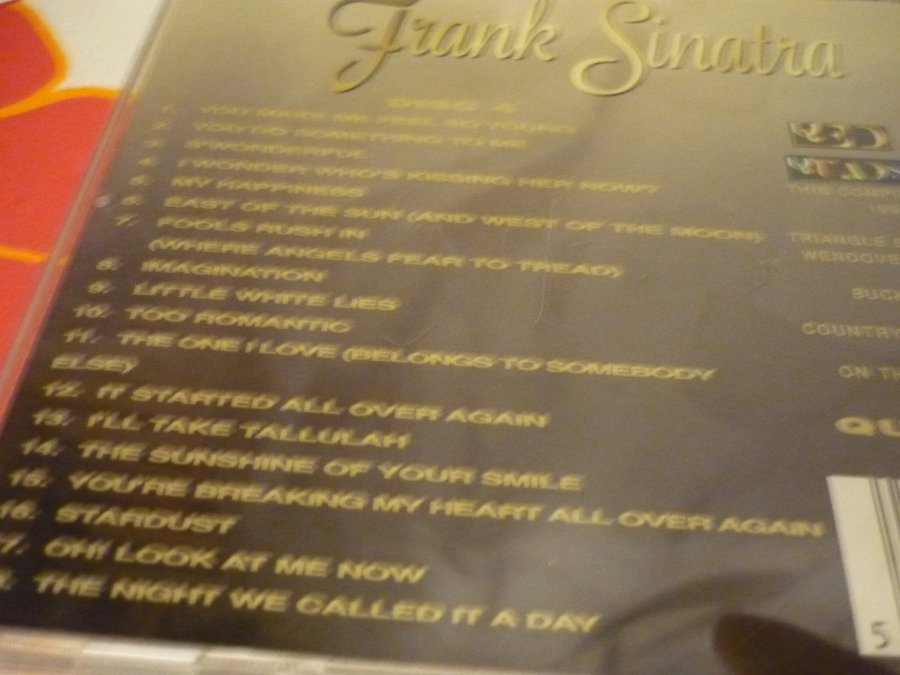 Frank Sinatra
DISC 4
1. YOU MAKE ME FEEL SO YOUNG
2. YOU DO SOMETHING TO ME
3. S'WONDERFUL
4. I WONDER WHO'S KISSING HER NOW?
5. MY HAPPINESS
6. EAST OF THE SUN (AND WEST OF THE MOON)
7. FOOLS RUSH IN
(WHERE ANGELS FEAR TO TREAD)
8. IMAGINATION
9. LITTLE WHITE LIES
10. TOO ROMANTIC
11. THE ONE I LOVE (BELONGS TO SOMEBODY
ELSE)
12. IT STARTED ALL OVER AGAIN
13. I'LL TAKE TALLULAH
14. THE SUNSHINE OF YOUR SMILE
15. YOU'RE BREAKING MY HEART ALL OVER AGAIN
16. STARDUST
7. OH! LOOK AT ME NOW
THE NIGHT WE CALLED IT A DAY
TRIANGLE
WENDOVE
BUCK
COUNTRY
ON TH
QU
5